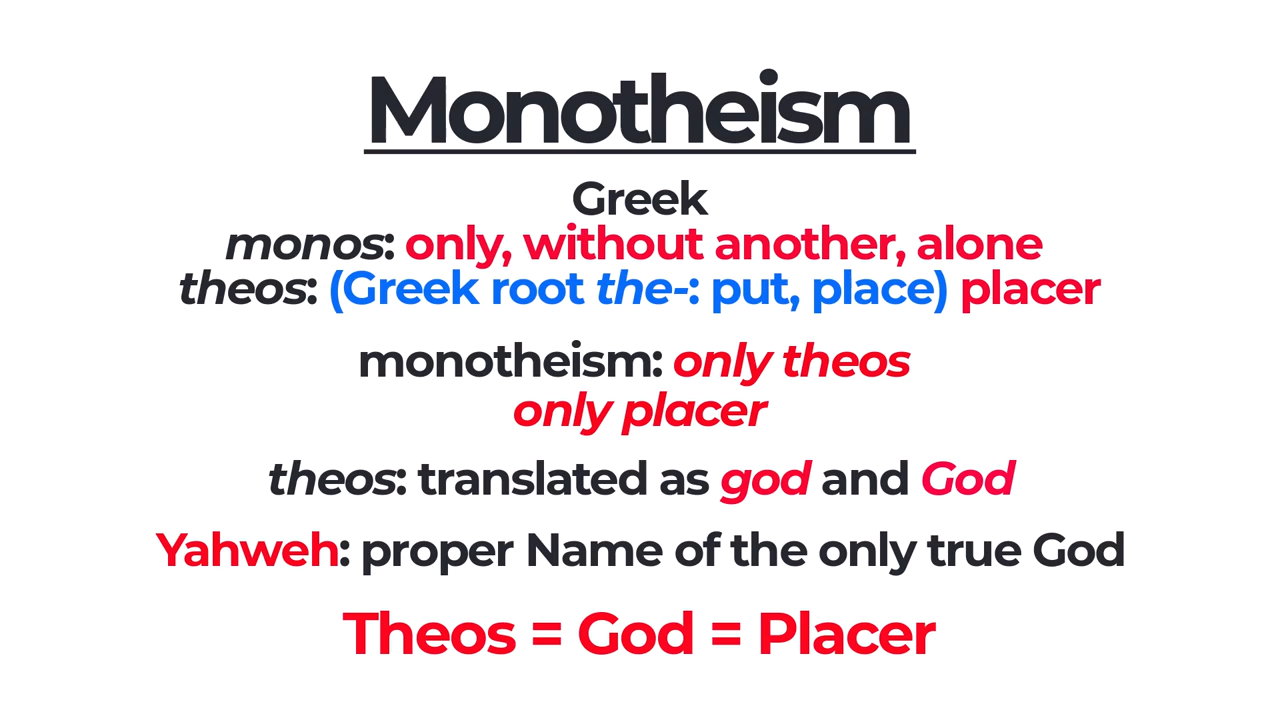 Monotheism
Greek
monos: only, without another, alone
theos: (Greek root the-: put, place) placer
monotheism: only theos
only placer
theos: translated as god and God
Yahweh: proper Name of the only true God
Theos = God = Placer